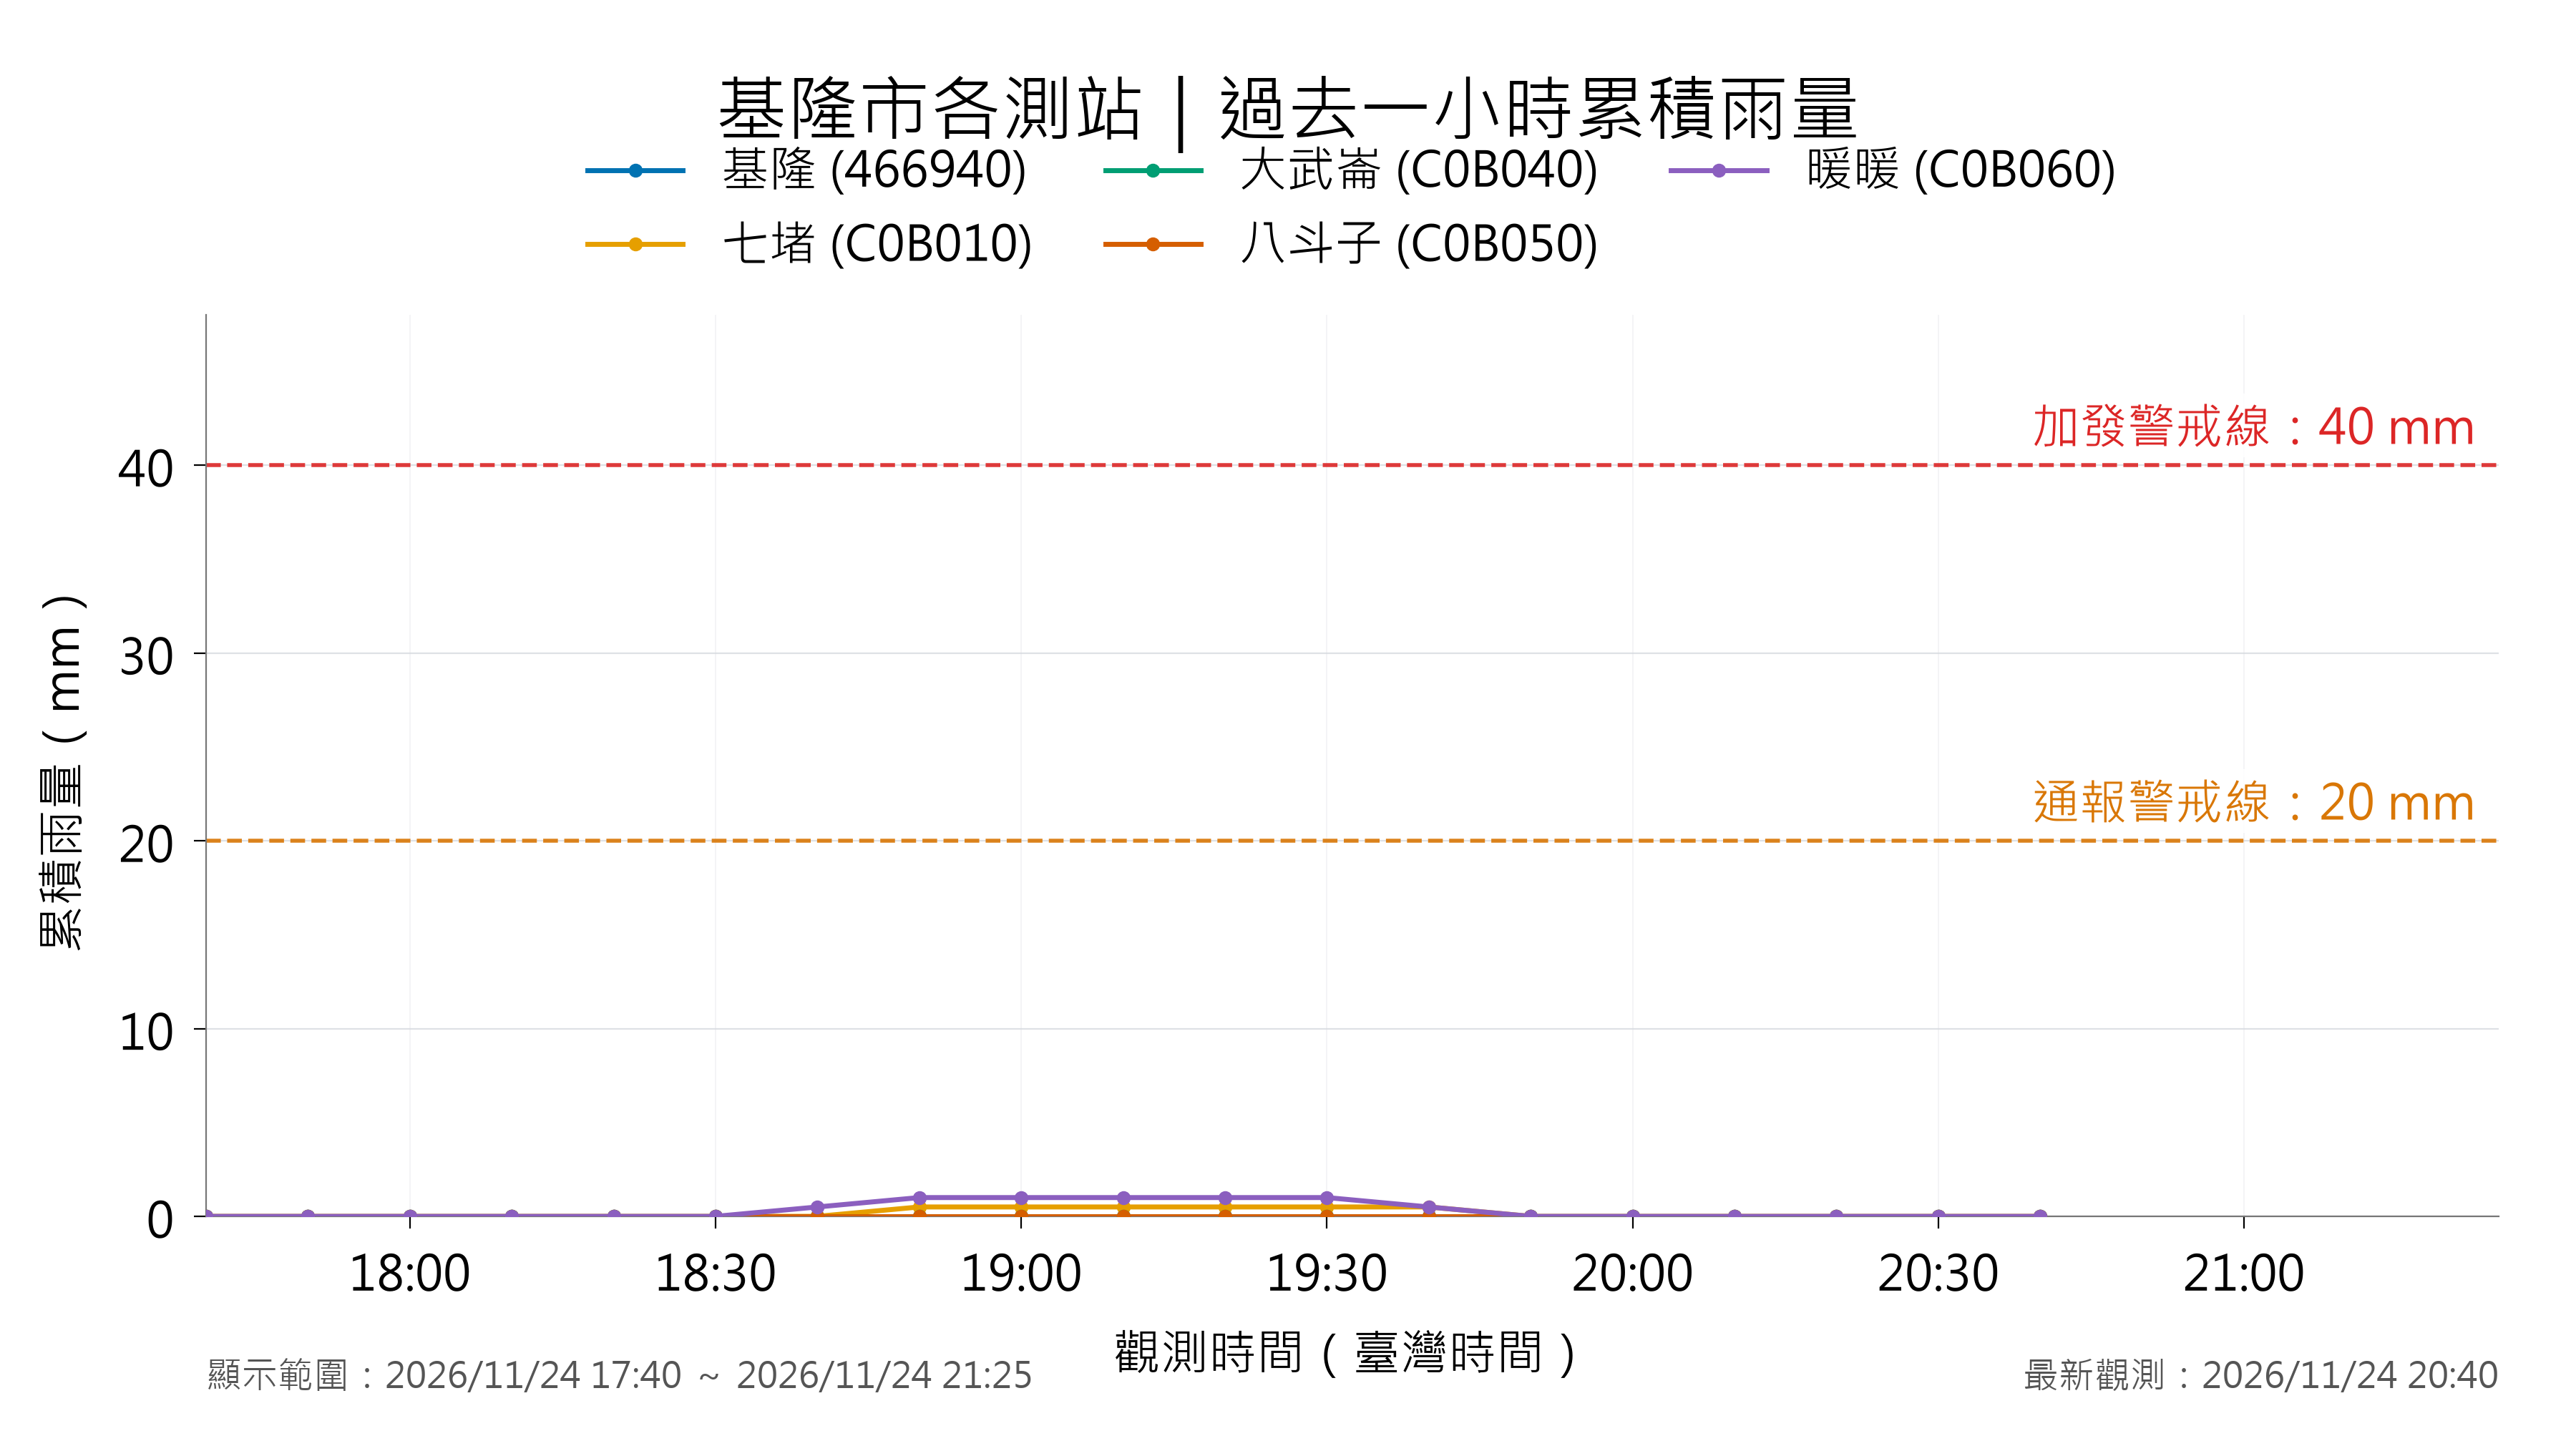 基隆市各測站｜過去一小時累積雨量
基隆 (466940) 大武崙 (C0B040) 暖暖 (C0B060)
七堵 (C0B010) 八斗子 (C0B050)
累積雨量（mm）
加發警戒線：40 mm
40
30
通報警戒線：20 mm
20
10
0
18:00 18:30 19:00 19:30 20:00 20:30 21:00
觀測時間（臺灣時間）
顯示範圍：2026/11/24 17:40 ~ 2026/11/24 21:25
最新觀測：2026/11/24 20:40